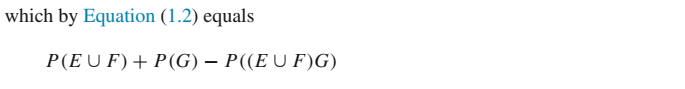 which by Equation (1.2) equals
P(E ∪ F) + P(G) − P((E ∪ F)G)